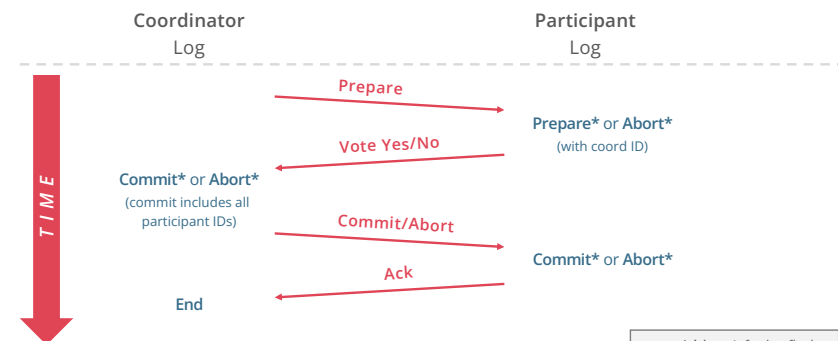 Coordinator
Log
Participant
Log
Prepare
Prepare* or Abort*
(with coord ID)
Vote Yes/No
Commit* or Abort*
(commit includes all
participant IDs)
TIME
Commit/Abort
Commit* or Abort*
Ack
End